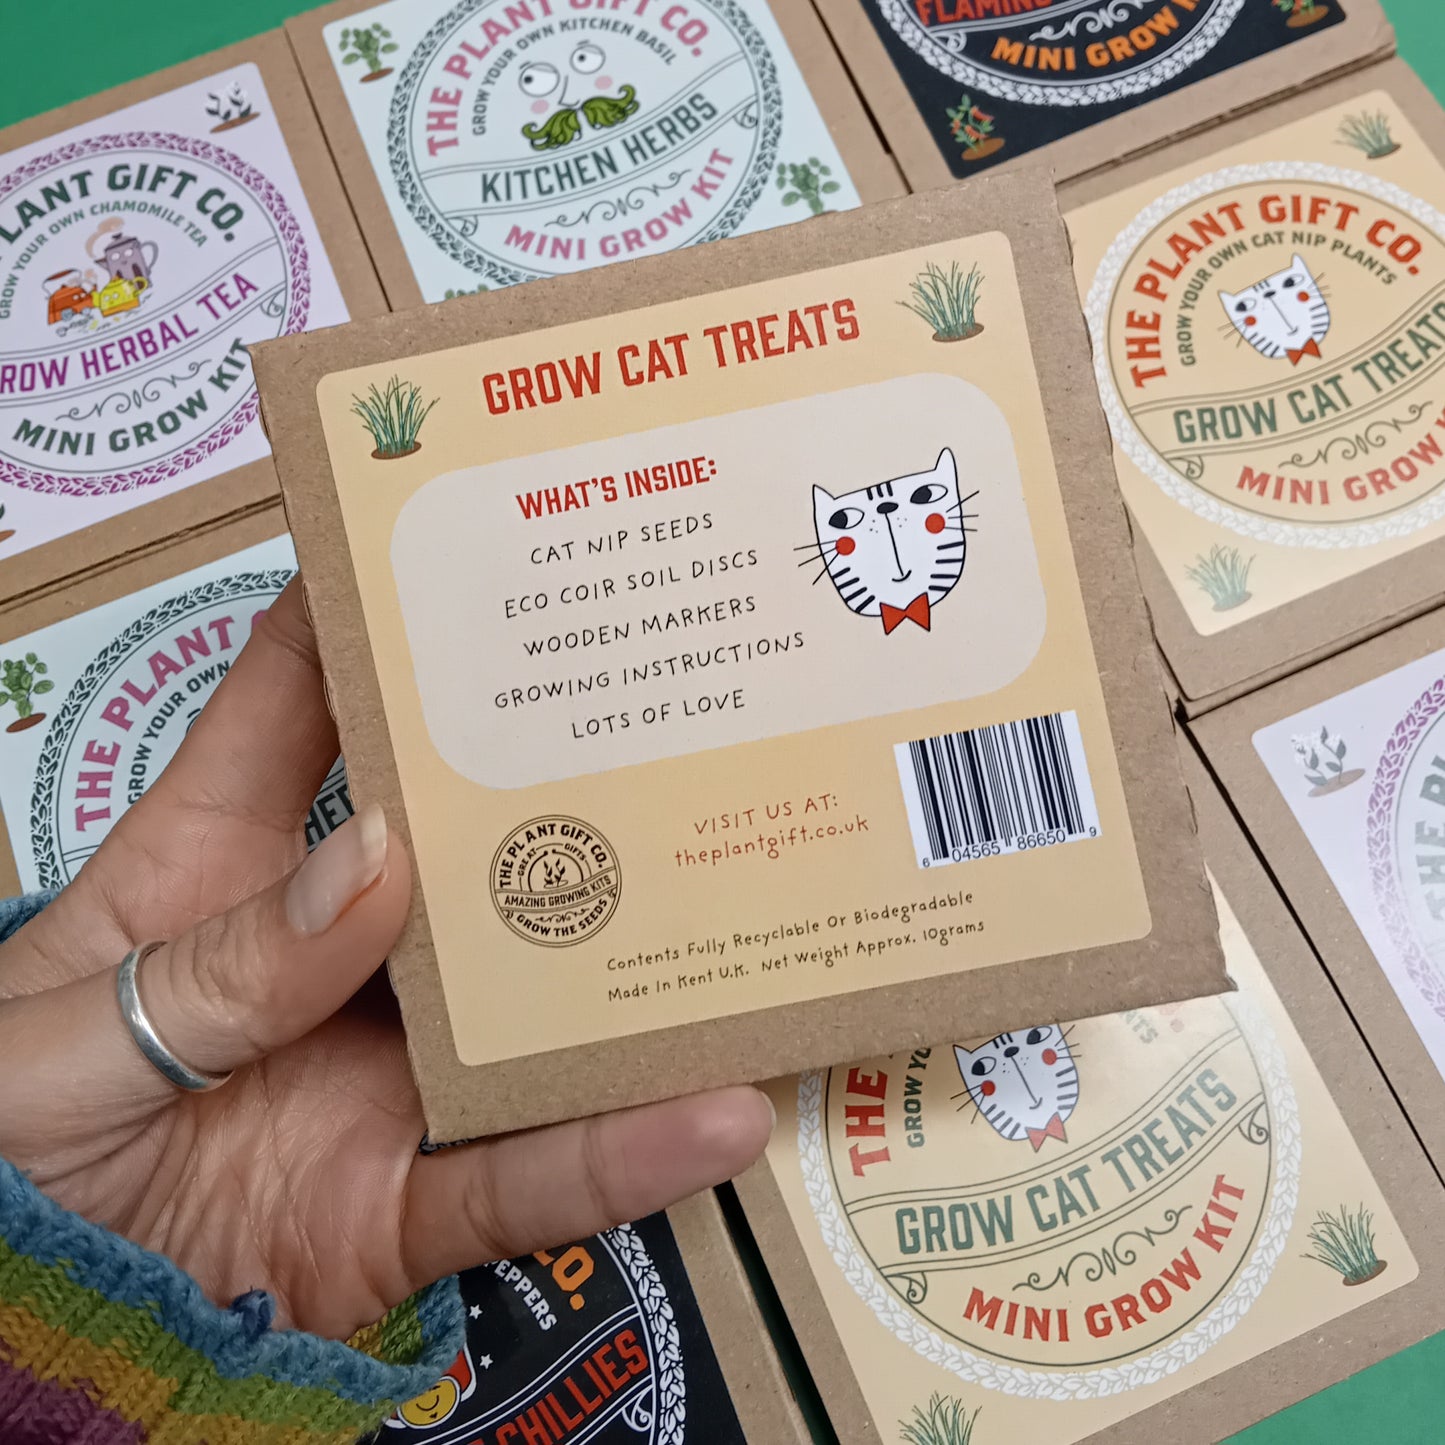 THE PLANT GIFT CO.
GROW YOUR OWN KITCHEN BASIL
KITCHEN HERBS
MINI GROW KIT
MINI GROW
PLANT GIFT CO.
GROW YOUR OWN CHAMOMILE TEA
HERBAL TEA
MINI GROW KIT
THE PLANT GIFT CO.
GROW YOUR OWN CAT NIP PLANTS
GROW CAT TREATS
MINI GROW
GROW CAT TREATS
WHAT'S INSIDE:
CAT NIP SEEDS
ECO COIR SOIL DISCS
WOODEN MARKERS
GROWING INSTRUCTIONS
LOTS OF LOVE
VISIT US AT:
theplantgift.co.uk
6 04565 86650 9
THE PLANT GIFT CO.
GREAT GIFTS
AMAZING GROWING KITS
GROW THE SEEDS
Contents Fully Recyclable Or Biodegradable
Made In Kent U.K. Net Weight Approx. 10grams
THE PLANT
GROW YOUR OWN
THE
GROW
GROW CAT TREATS
MINI GROW KIT
CHILLIES